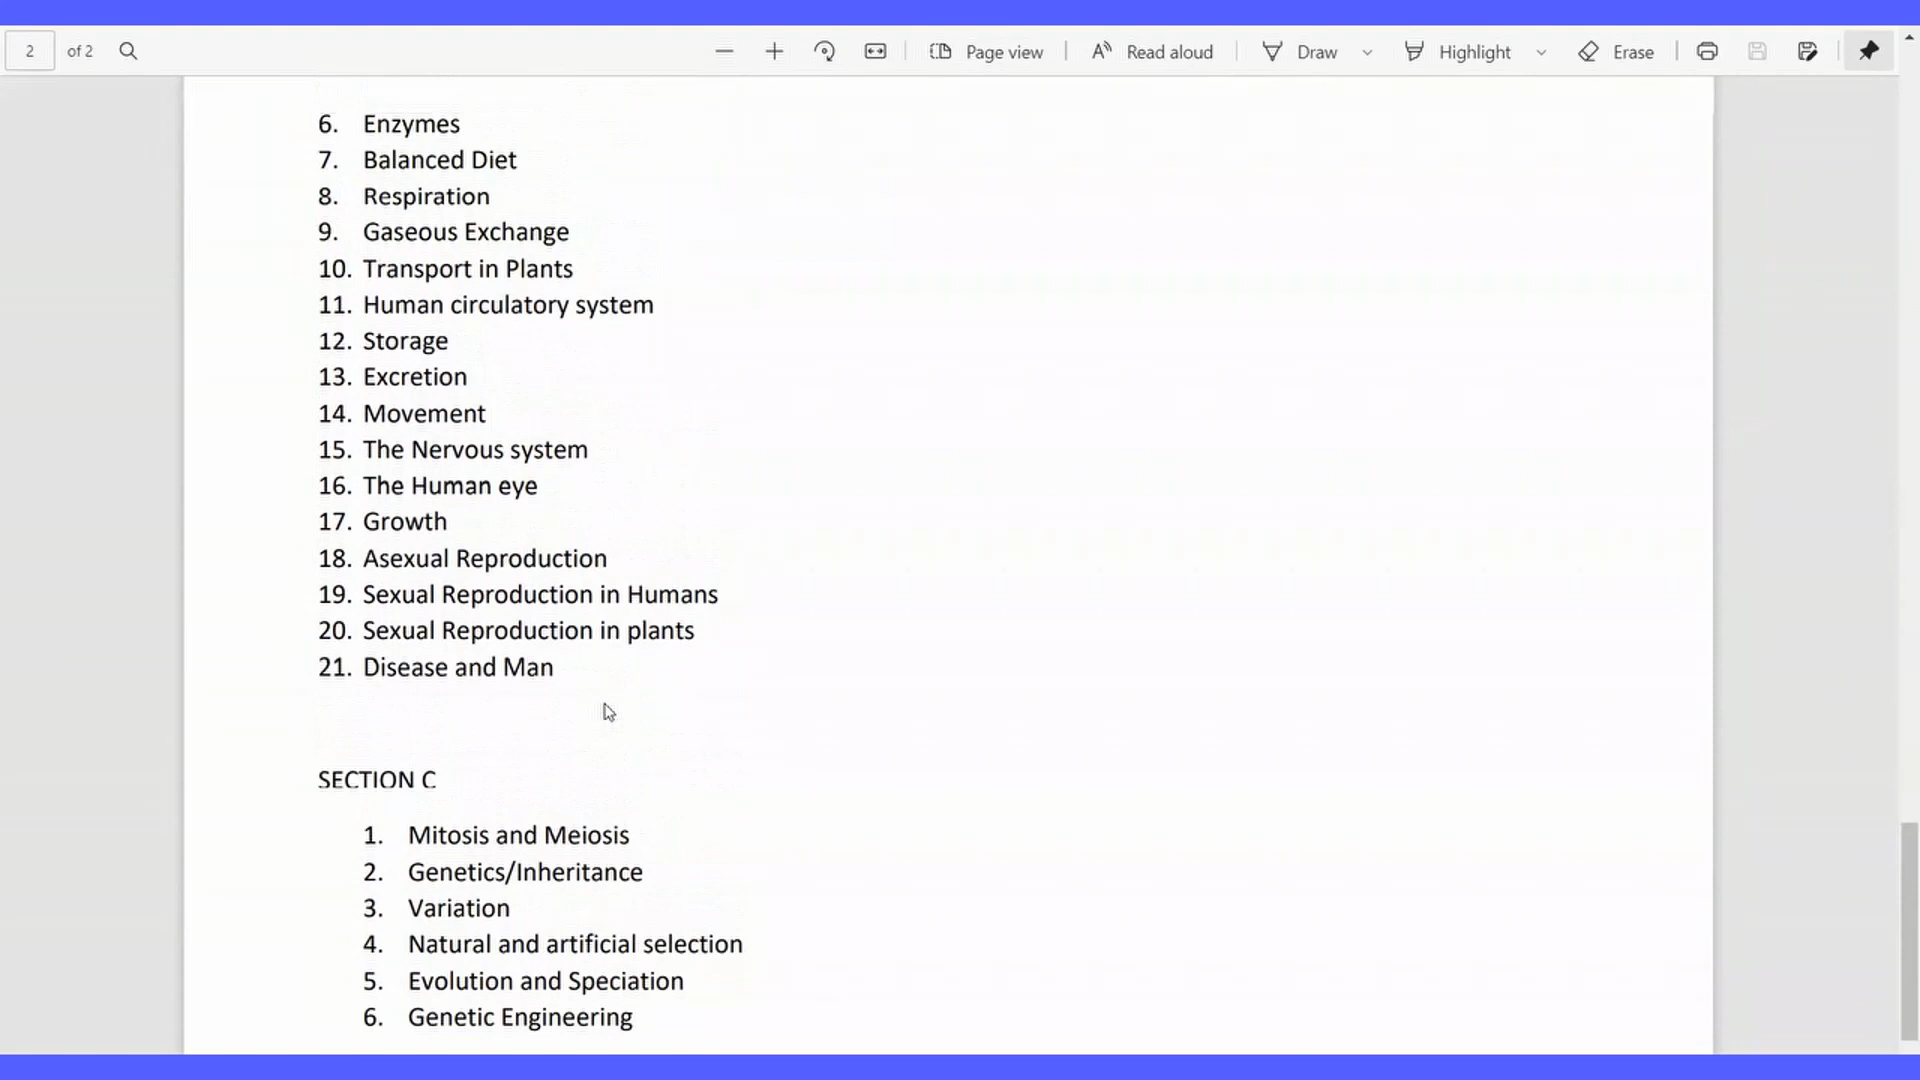 2 of 2 Page view Read aloud Draw Highlight Erase
6. Enzymes
7. Balanced Diet
8. Respiration
9. Gaseous Exchange
10. Transport in Plants
11. Human circulatory system
12. Storage
13. Excretion
14. Movement
15. The Nervous system
16. The Human eye
17. Growth
18. Asexual Reproduction
19. Sexual Reproduction in Humans
20. Sexual Reproduction in plants
21. Disease and Man
SECTION C
1. Mitosis and Meiosis
2. Genetics/Inheritance
3. Variation
4. Natural and artificial selection
5. Evolution and Speciation
6. Genetic Engineering